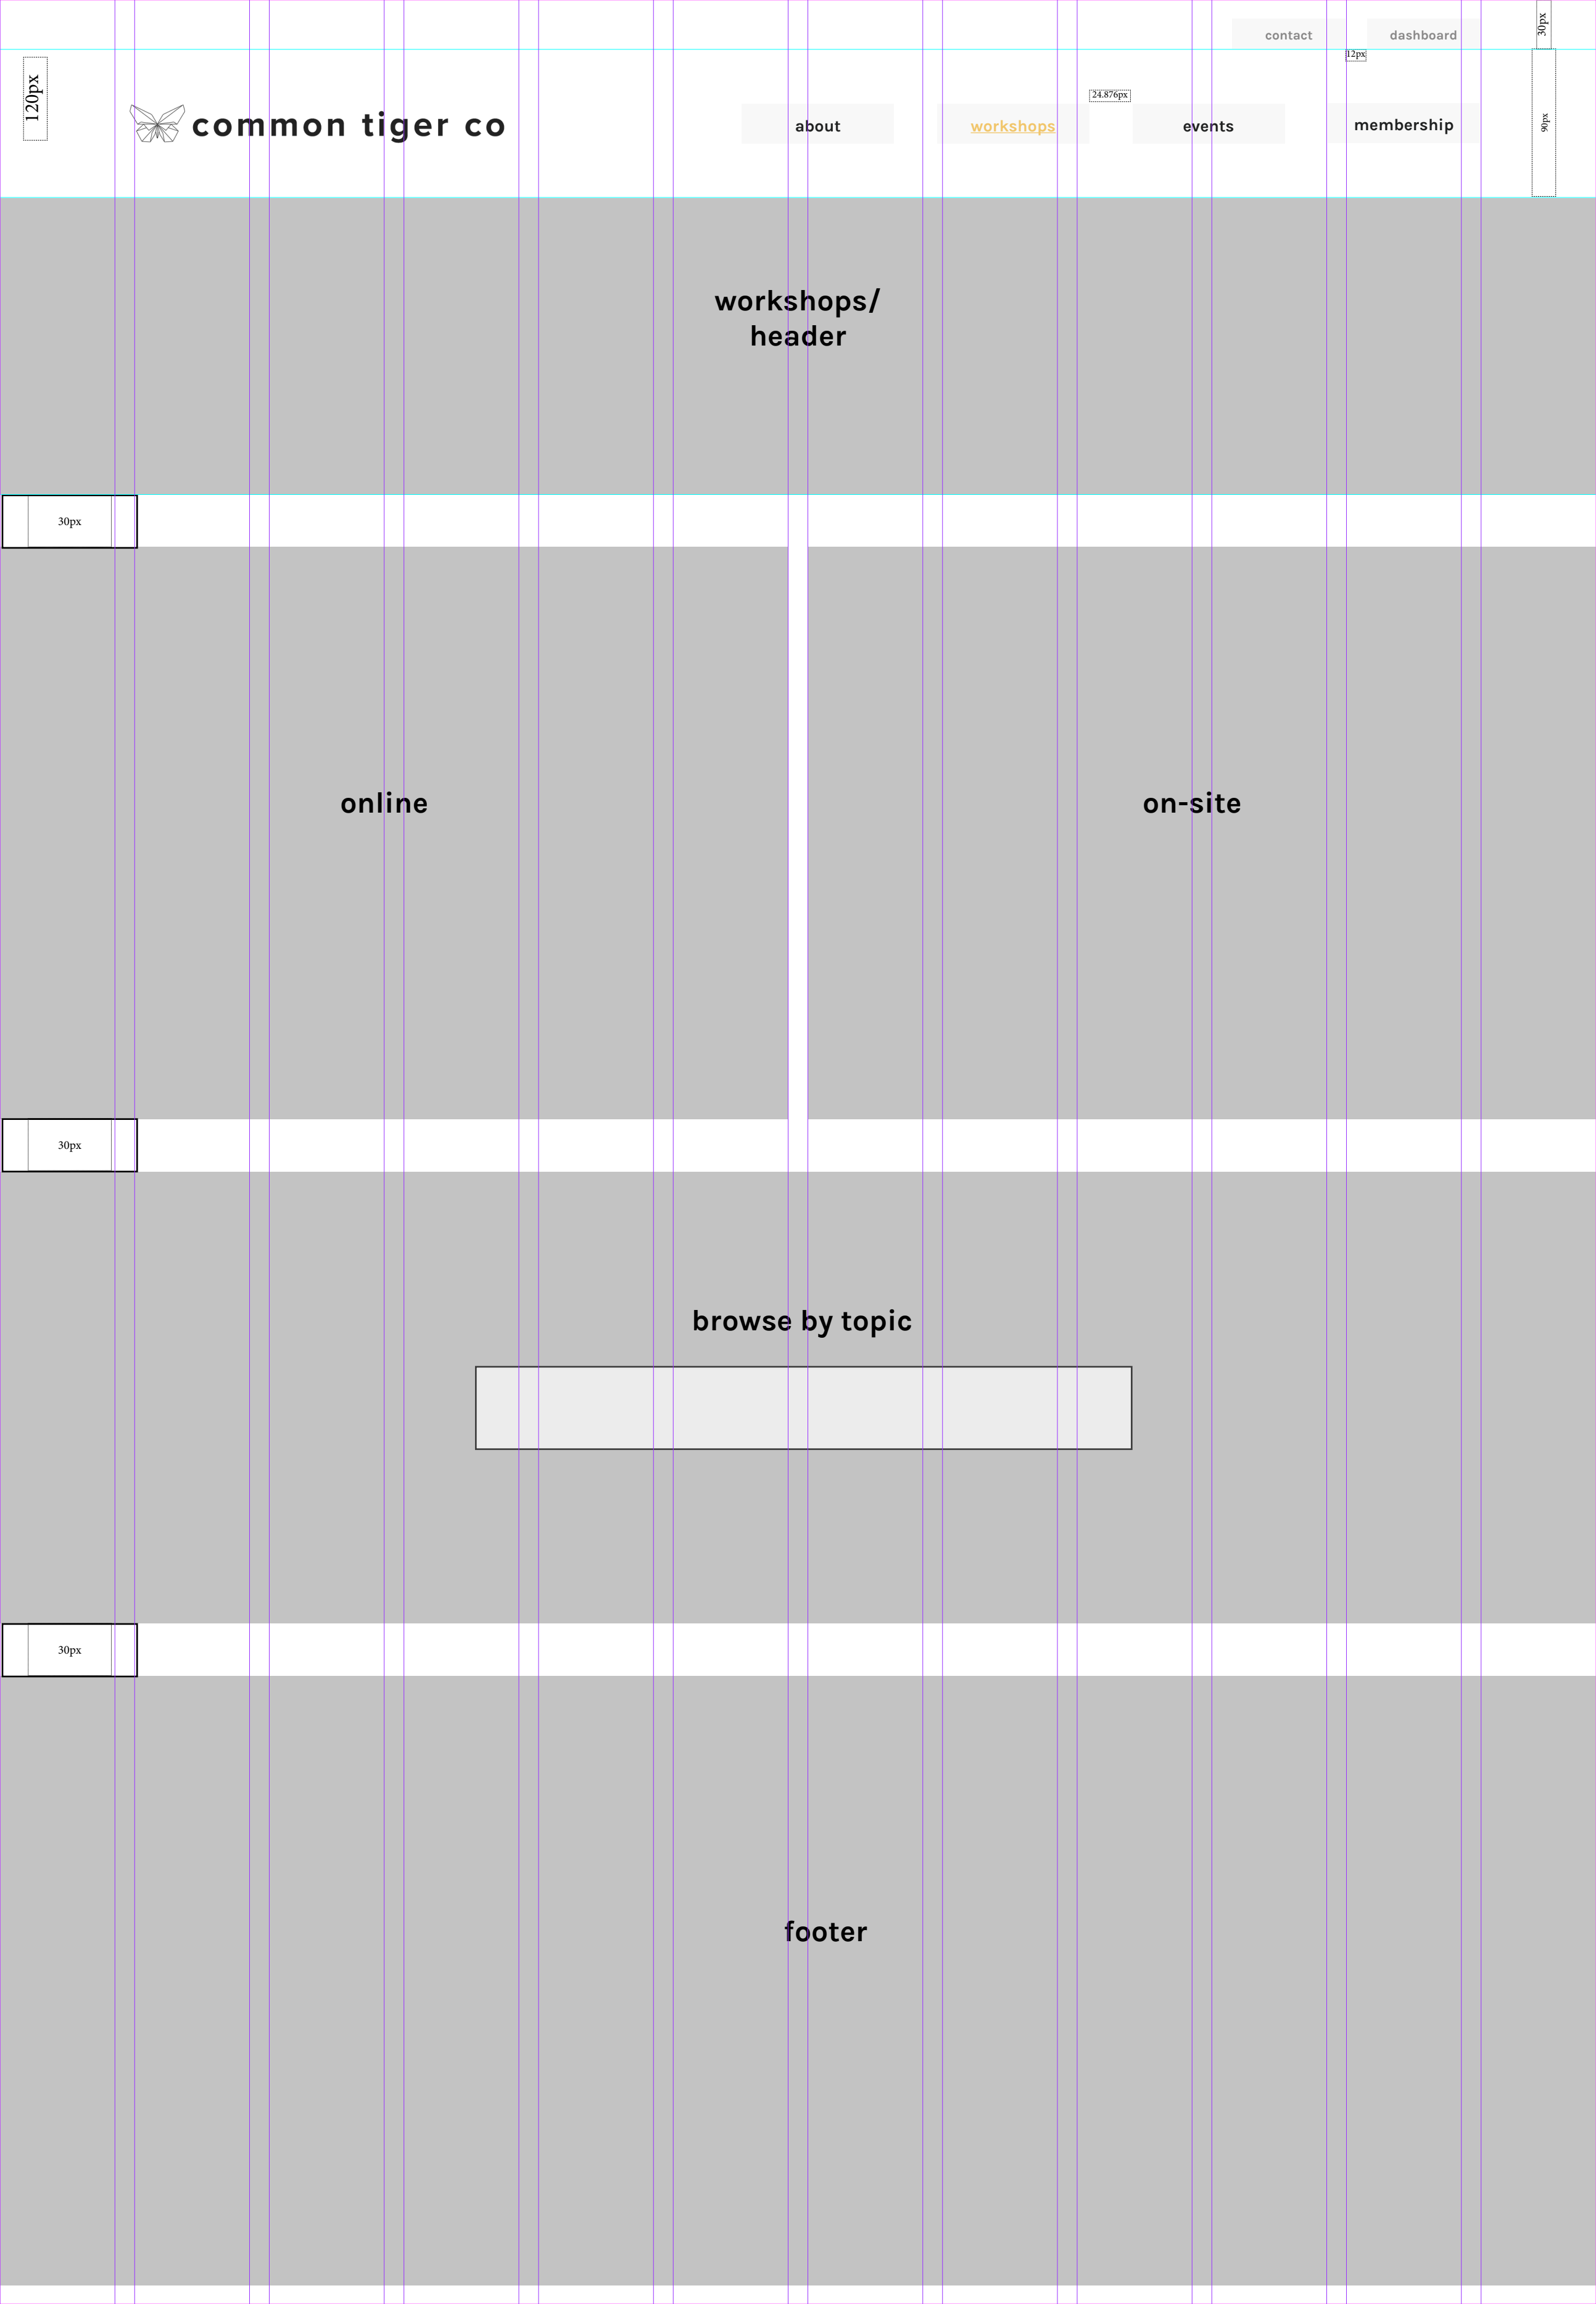 contact
dashboard
30px
12px
120px
24.876px
common tiger co
about
workshops
events
membership
90px
workshops/
header
30px
online
on-site
30px
browse by topic
30px
footer